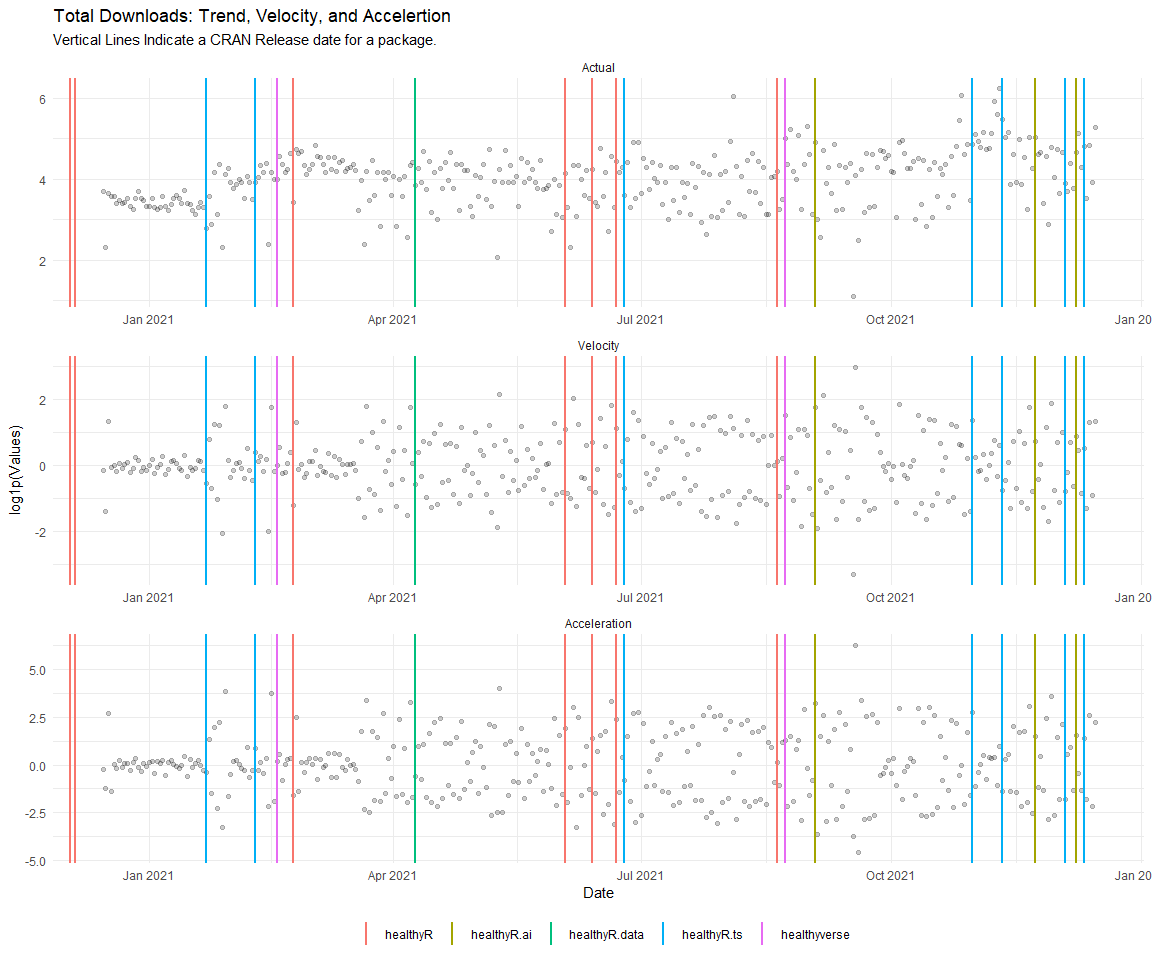 Total Downloads: Trend, Velocity, and Accelertion
Vertical Lines Indicate a CRAN Release date for a package.
Actual
6
4
2
Jan 2021 Apr 2021 Jul 2021 Oct 2021 Jan 20
Velocity
2
0
-2
Jan 2021 Apr 2021 Jul 2021 Oct 2021 Jan 20
log1p(Values)
Acceleration
5.0
2.5
0.0
-2.5
-5.0
Jan 2021 Apr 2021 Jul 2021 Oct 2021 Jan 20
Date
healthyR healthyR.ai healthyR.data healthyR.ts healthyverse